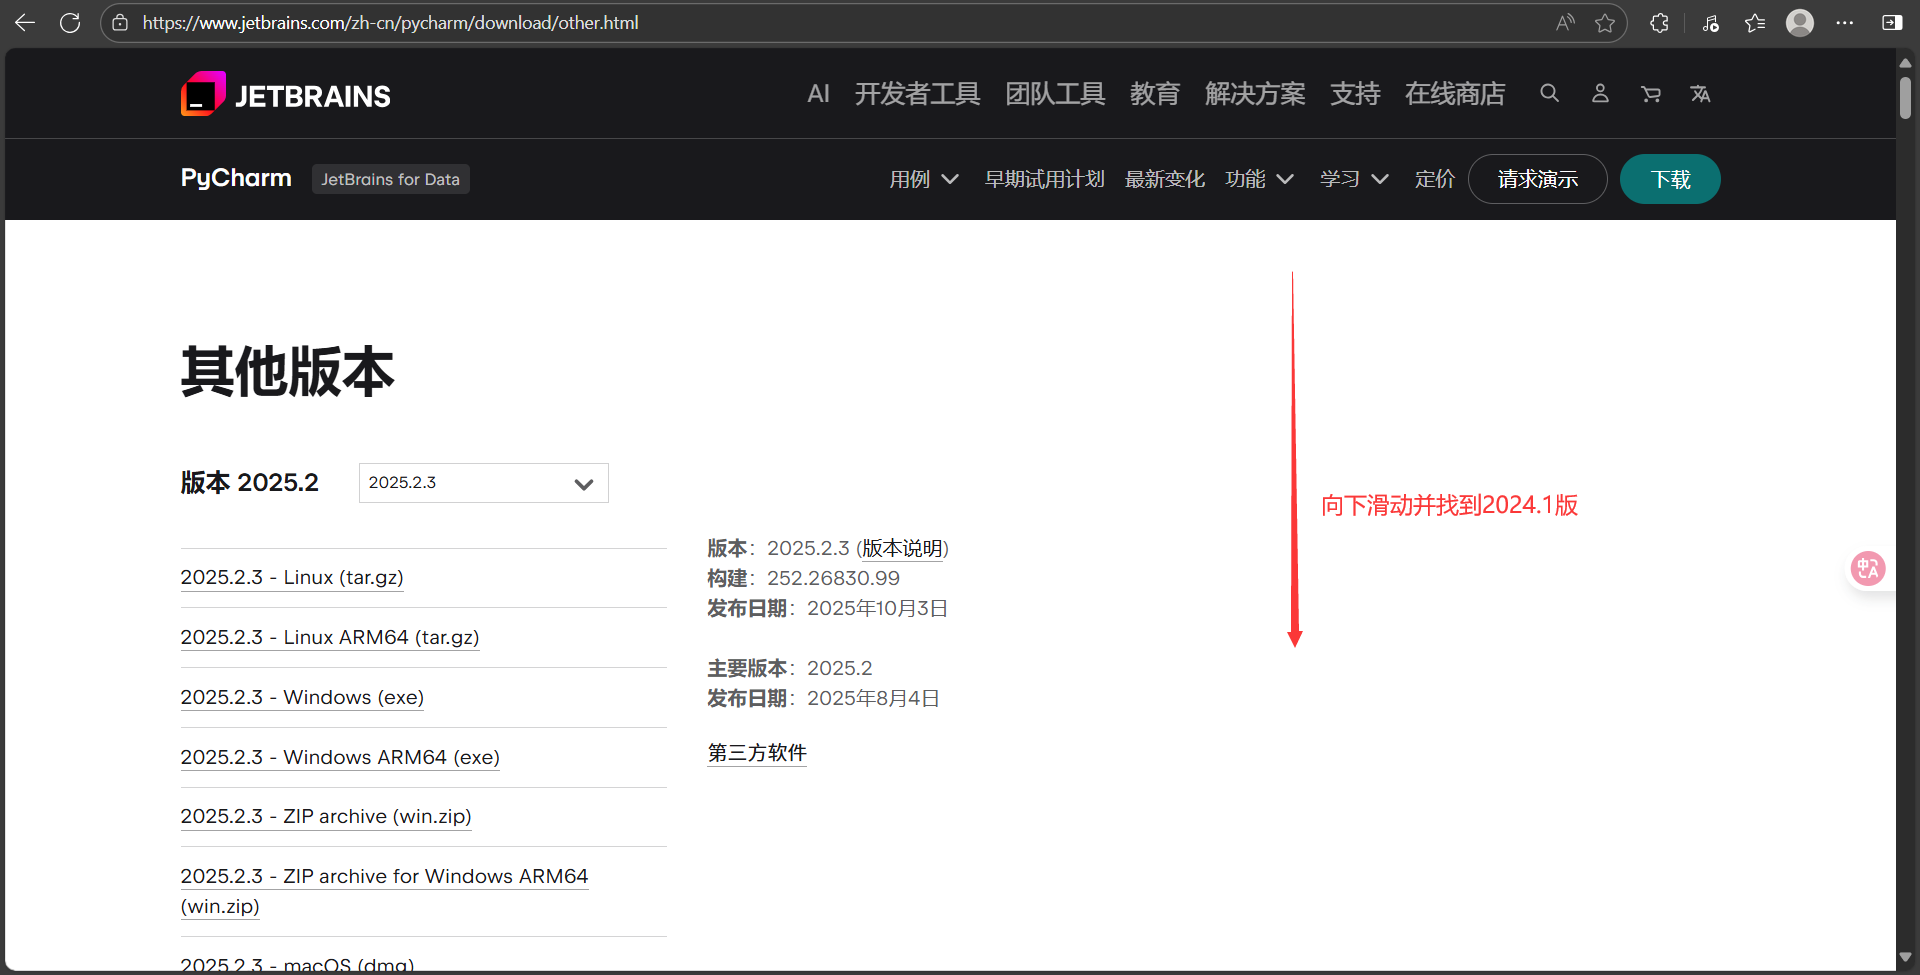 https://www.jetbrains.com/zh-cn/pycharm/download/other.html
JETBRAINS
AI 开发者工具 团队工具 教育 解决方案 支持 在线商店
PyCharm JetBrains for Data
用例 早期试用计划 最新变化 功能 学习 定价 请求演示 下载
其他版本
版本 2025.2 2025.2.3
2025.2.3 - Linux (tar.gz)
2025.2.3 - Linux ARM64 (tar.gz)
2025.2.3 - Windows (exe)
2025.2.3 - Windows ARM64 (exe)
2025.2.3 - ZIP archive (win.zip)
2025.2.3 - ZIP archive for Windows ARM64
(win.zip)
2025.2.3 - macOS (dmg)
版本：2025.2.3 (版本说明)
构建：252.26830.99
发布日期：2025年10月3日
主要版本：2025.2
发布日期：2025年8月4日
第三方软件
向下滑动并找到2024.1版